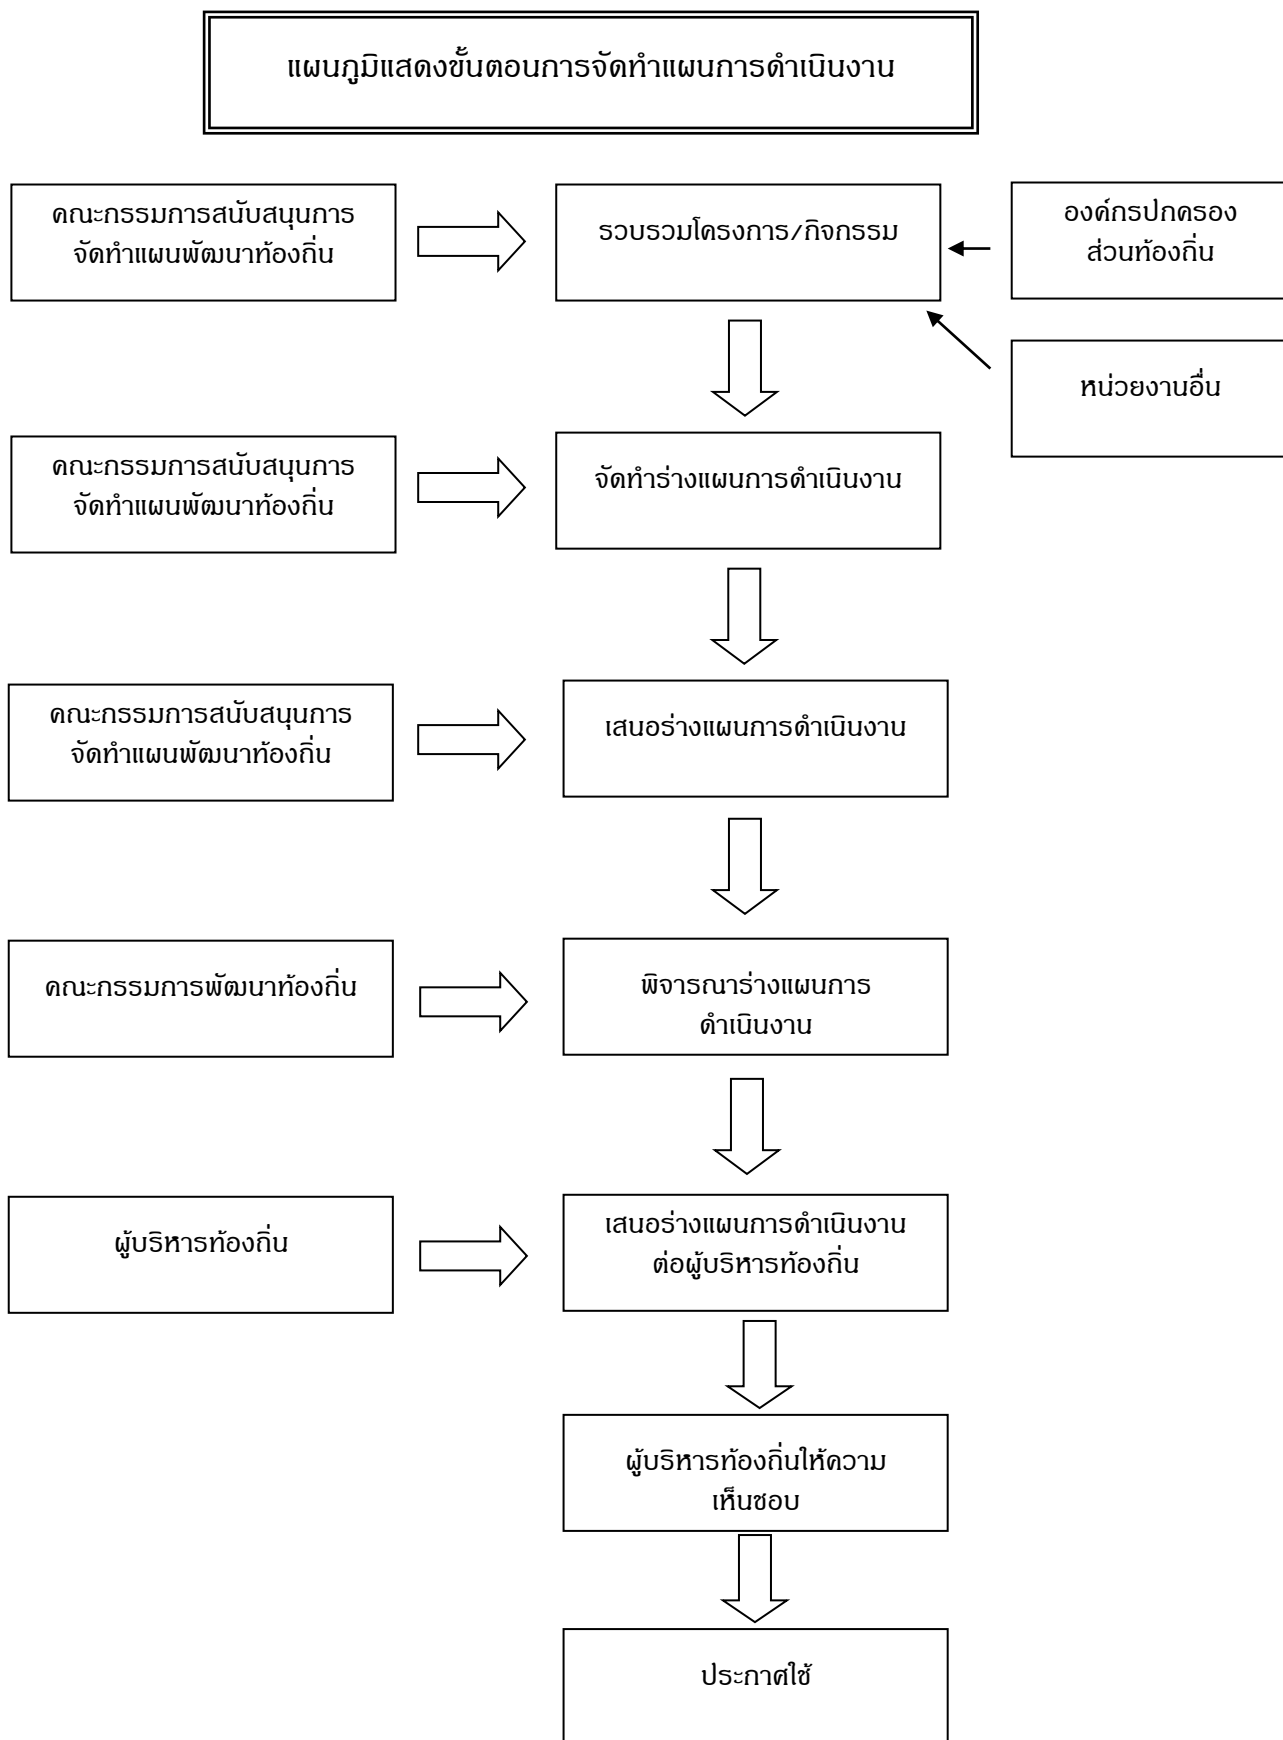 แผนภูมิแสดงขั้นตอนการจัดทำแผนการดำเนินงาน
คณะกรรมการสนับสนุนการ
จัดทำแผนพัฒนาท้องถิ่น
รวบรวมโครงการ/กิจกรรม
องค์กรปกครอง
ส่วนท้องถิ่น
หน่วยงานอื่น
คณะกรรมการสนับสนุนการ
จัดทำแผนพัฒนาท้องถิ่น
จัดทำร่างแผนการดำเนินงาน
คณะกรรมการสนับสนุนการ
จัดทำแผนพัฒนาท้องถิ่น
เสนอร่างแผนการดำเนินงาน
คณะกรรมการพัฒนาท้องถิ่น
พิจารณาร่างแผนการ
ดำเนินงาน
ผู้บริหารท้องถิ่น
เสนอร่างแผนการดำเนินงาน
ต่อผู้บริหารท้องถิ่น
ผู้บริหารท้องถิ่นให้ความ
เห็นชอบ
ประกาศใช้